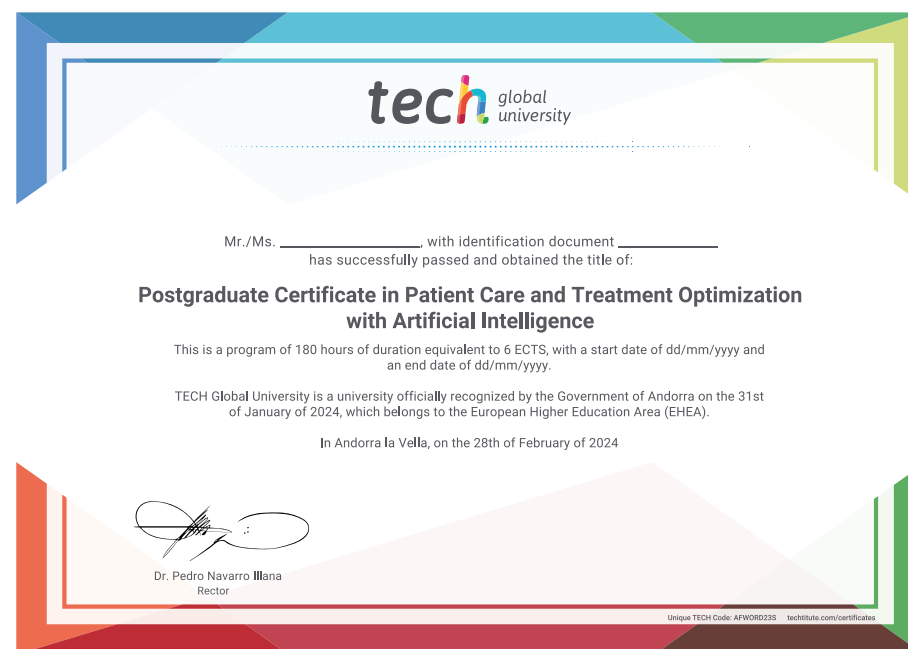 tech global university
Mr./Ms. ____________________, with identification document ______________
has successfully passed and obtained the title of:
Postgraduate Certificate in Patient Care and Treatment Optimization
with Artificial Intelligence
This is a program of 180 hours of duration equivalent to 6 ECTS, with a start date of dd/mm/yyyy and
an end date of dd/mm/yyyy.
TECH Global University is a university officially recognized by the Government of Andorra on the 31st
of January of 2024, which belongs to the European Higher Education Area (EHEA).
In Andorra la Vella, on the 28th of February of 2024
Dr. Pedro Navarro Illana
Rector
Unique TECH Code: AFWORD23S techtitute.com/certificates